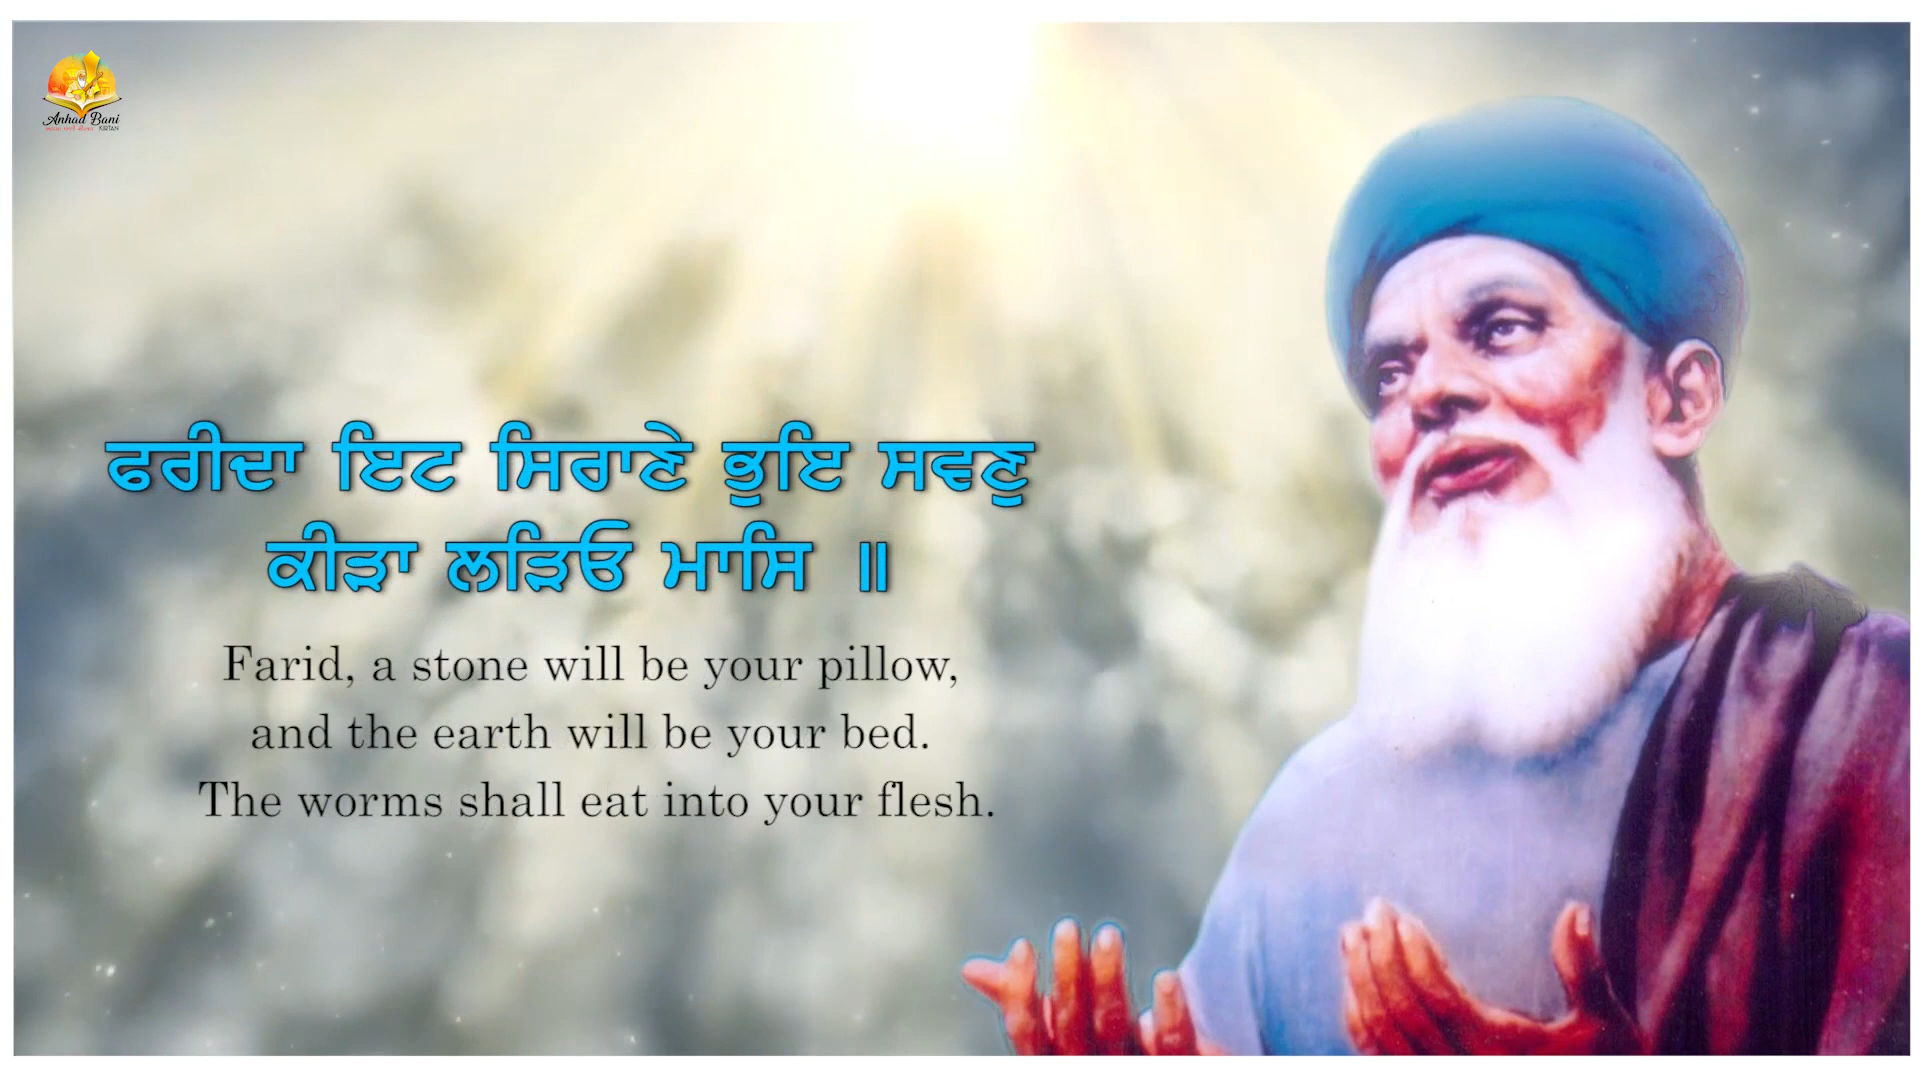 Anhad Bani
KIRTAN
ਫਰੀਦਾ ਇਟ ਸਿਰਾਣੇ ਭੁਇ ਸਵਣੁ
ਕੀੜਾ ਲੜਿਓ ਮਾਸਿ ॥
Farid, a stone will be your pillow,
and the earth will be your bed.
The worms shall eat into your flesh.